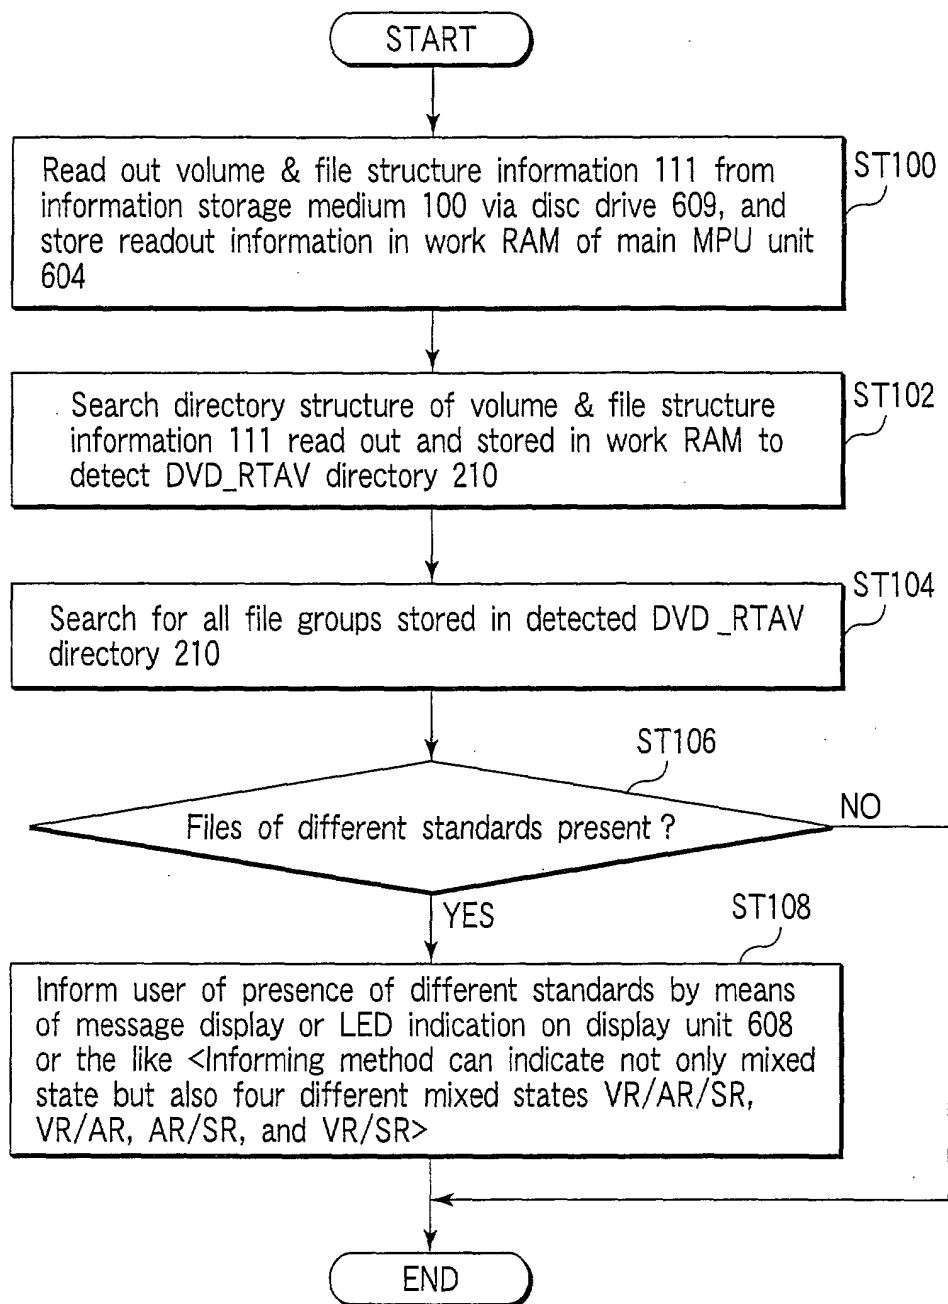 START
Read out volume & file structure information 111 from
information storage medium 100 via disc drive 609, and
store readout information in work RAM of main MPU unit
604
ST100
Search directory structure of volume & file structure
information 111 read out and stored in work RAM to
detect DVD_RTAV directory 210
ST102
Search for all file groups stored in detected DVD_RTAV
directory 210
ST104
ST106
Files of different standards present ?
NO
YES
ST108
Inform user of presence of different standards by means
of message display or LED indication on display unit 608
or the like <Informing method can indicate not only mixed
state but also four different mixed states VR/AR/SR,
VR/AR, AR/SR, and VR/SR>
END